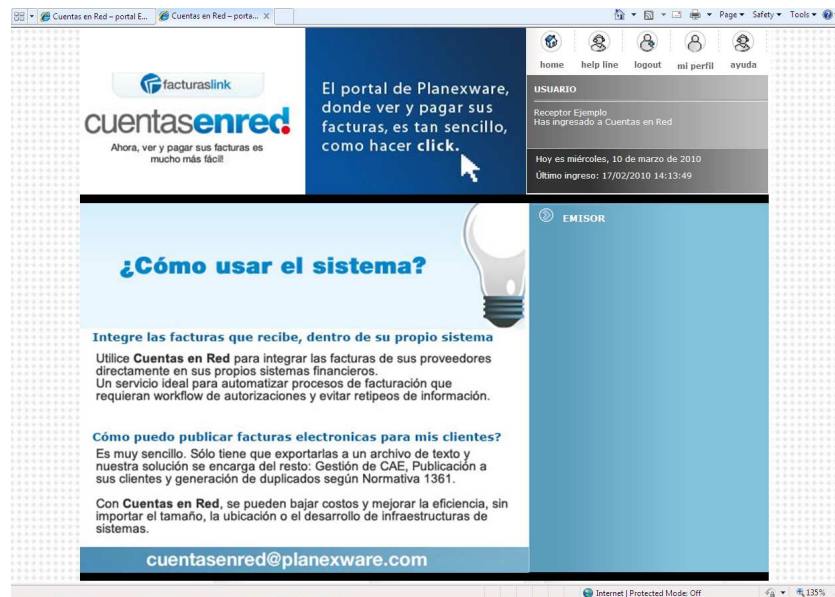 Cuentas en Red – portal E...
Cuentas en Red – porta...
Page
Safety
Tools
facturaslink
cuentasenred
Ahora, ver y pagar sus facturas es
mucho más fácil!
El portal de Planexware,
donde ver y pagar sus
facturas, es tan sencillo,
como hacer click.
home
help line
logout
mi perfil
ayuda
USUARIO
Receptor Ejemplo
Has ingresado a Cuentas en Red
Hoy es miércoles, 10 de marzo de 2010
Último ingreso: 17/02/2010 14:13:49
EMISOR
¿Cómo usar el sistema?
Integre las facturas que recibe, dentro de su propio sistema
Utilice Cuentas en Red para integrar las facturas de sus proveedores
directamente en sus propios sistemas financieros.
Un servicio ideal para automatizar procesos de facturación que
requieran workflow de autorizaciones y evitar retipeos de información.
Cómo puedo publicar facturas electronicas para mis clientes?
Es muy sencillo. Sólo tiene que exportarlas a un archivo de texto y
nuestra solución se encarga del resto: Gestión de CAE, Publicación a
sus clientes y generación de duplicados según Normativa 1361.
Con Cuentas en Red, se pueden bajar costos y mejorar la eficiencia, sin
importar el tamaño, la ubicación o el desarrollo de infraestructuras de
sistemas.
cuentasenred@planexware.com
Internet | Protected Mode: Off
135%